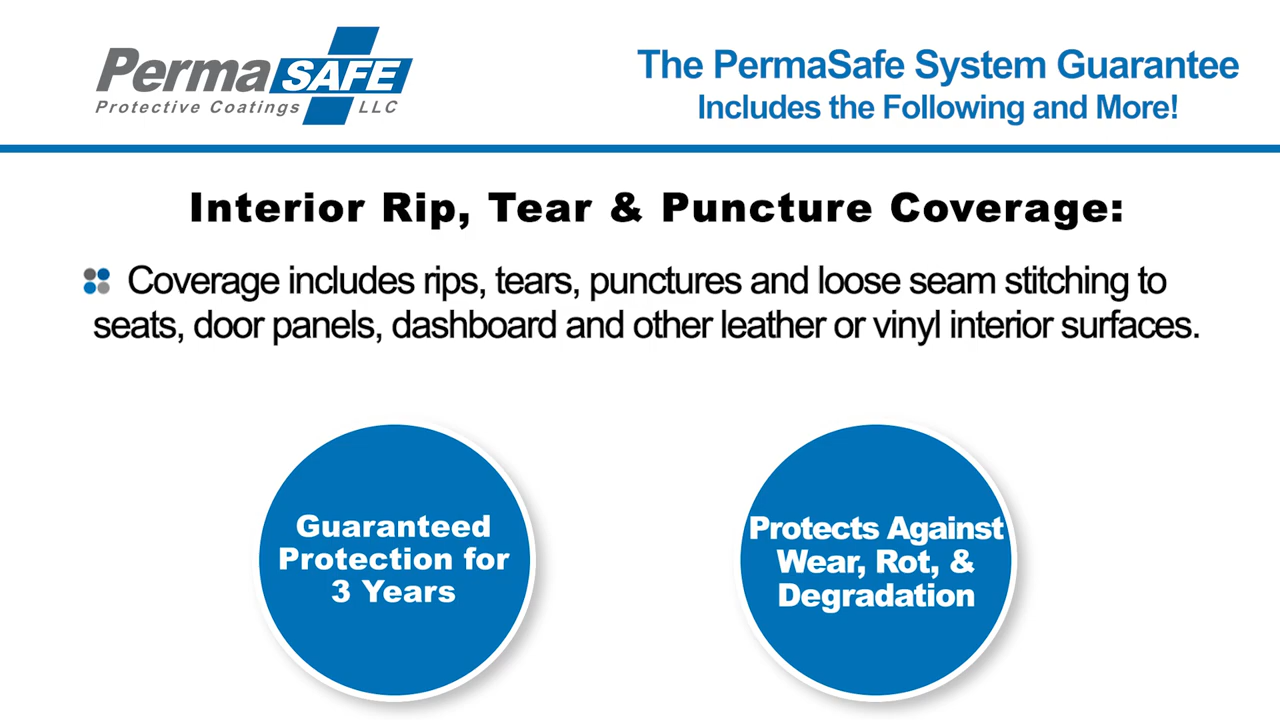 PermaSAFE
Protective Coatings LLC
The PermaSafe System Guarantee
Includes the Following and More!
Interior Rip, Tear & Puncture Coverage:
Coverage includes rips, tears, punctures and loose seam stitching to
seats, door panels, dashboard and other leather or vinyl interior surfaces.
Guaranteed
Protection for
3 Years
Protects Against
Wear, Rot, &
Degradation